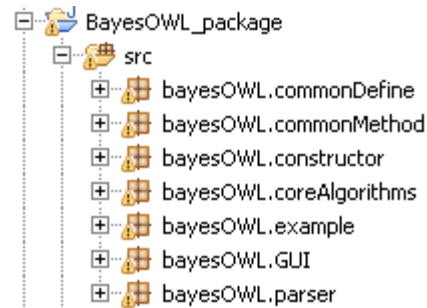 BayesOWL_package
src
bayesOWL.commonDefine
bayesOWL.commonMethod
bayesOWL.constructor
bayesOWL.coreAlgorithms
bayesOWL.example
bayesOWL.GUI
bayesOWL.parser